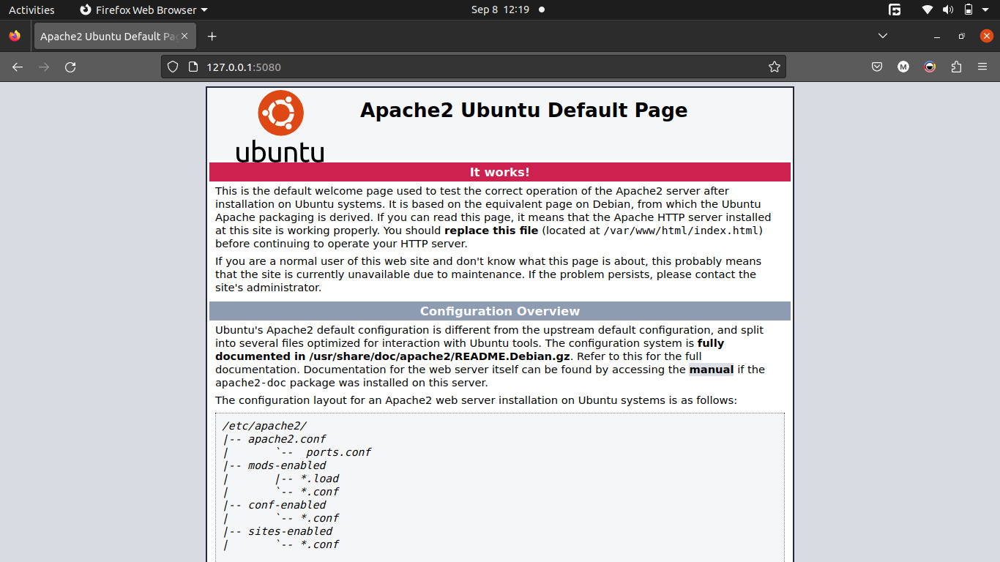 Activities Firefox Web Browser Sep 8 12:19
Apache2 Ubuntu Default Pa
127.0.0.1:5080
M
Apache2 Ubuntu Default Page
ubuntu
It works!
This is the default welcome page used to test the correct operation of the Apache2 server after
installation on Ubuntu systems. It is based on the equivalent page on Debian, from which the Ubuntu
Apache packaging is derived. If you can read this page, it means that the Apache HTTP server installed
at this site is working properly. You should replace this file (located at /var/www/html/index.html)
before continuing to operate your HTTP server.
If you are a normal user of this web site and don't know what this page is about, this probably means
that the site is currently unavailable due to maintenance. If the problem persists, please contact the
site's administrator.
Configuration Overview
Ubuntu's Apache2 default configuration is different from the upstream default configuration, and split
into several files optimized for interaction with Ubuntu tools. The configuration system is fully
documented in /usr/share/doc/apache2/README.Debian.gz. Refer to this for the full
documentation. Documentation for the web server itself can be found by accessing the manual if the
apache2-doc package was installed on this server.
The configuration layout for an Apache2 web server installation on Ubuntu systems is as follows:
/etc/apache2/
|-- apache2.conf
|       `--  ports.conf
|-- mods-enabled
|       |-- *.load
|       `-- *.conf
|-- conf-enabled
|       `-- *.conf
|-- sites-enabled
|       `-- *.conf